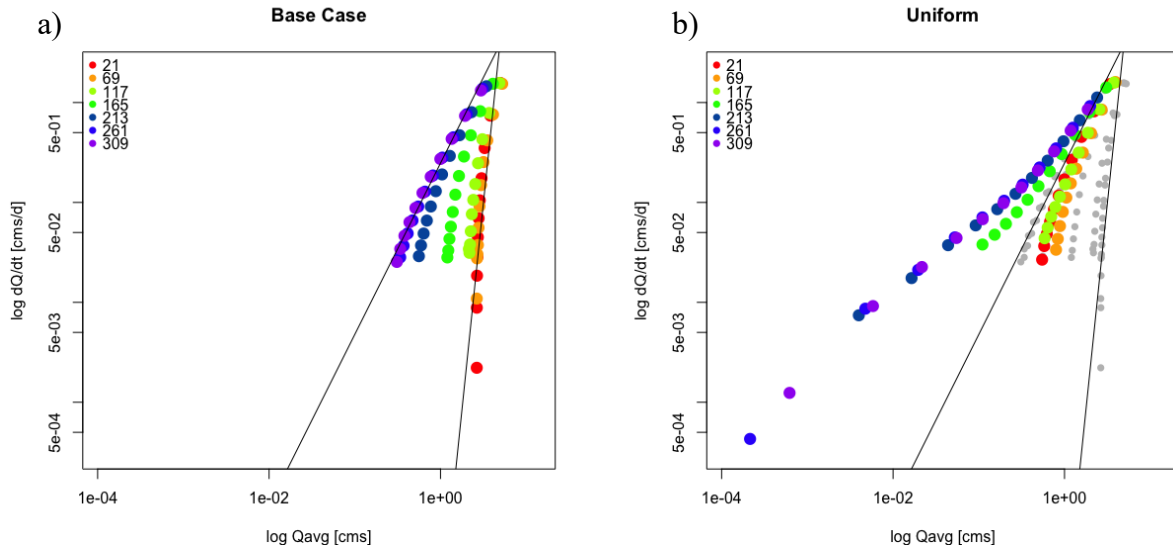 a)
Base Case
21
69
117
165
213
261
309
log dQ/dt [cms/d]
5e-01
5e-02
5e-03
5e-04
1e-04
1e-02
1e+00
log Qavg [cms]
b)
Uniform
21
69
117
165
213
261
309
log dQ/dt [cms/d]
5e-01
5e-02
5e-03
5e-04
1e-04
1e-02
1e+00
log Qavg [cms]